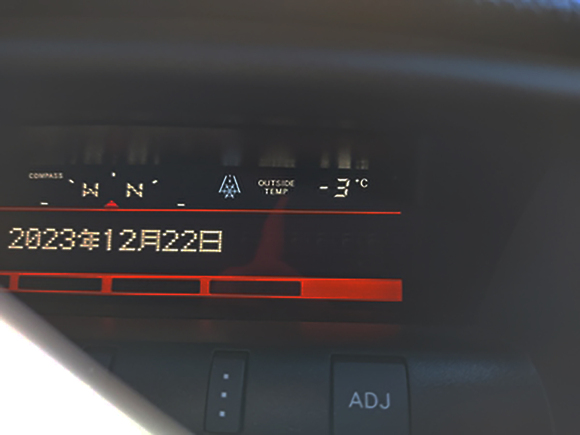 COMPASS
W N
OUTSIDE
TEMP
-3°C
2023年12月22日
ADJ